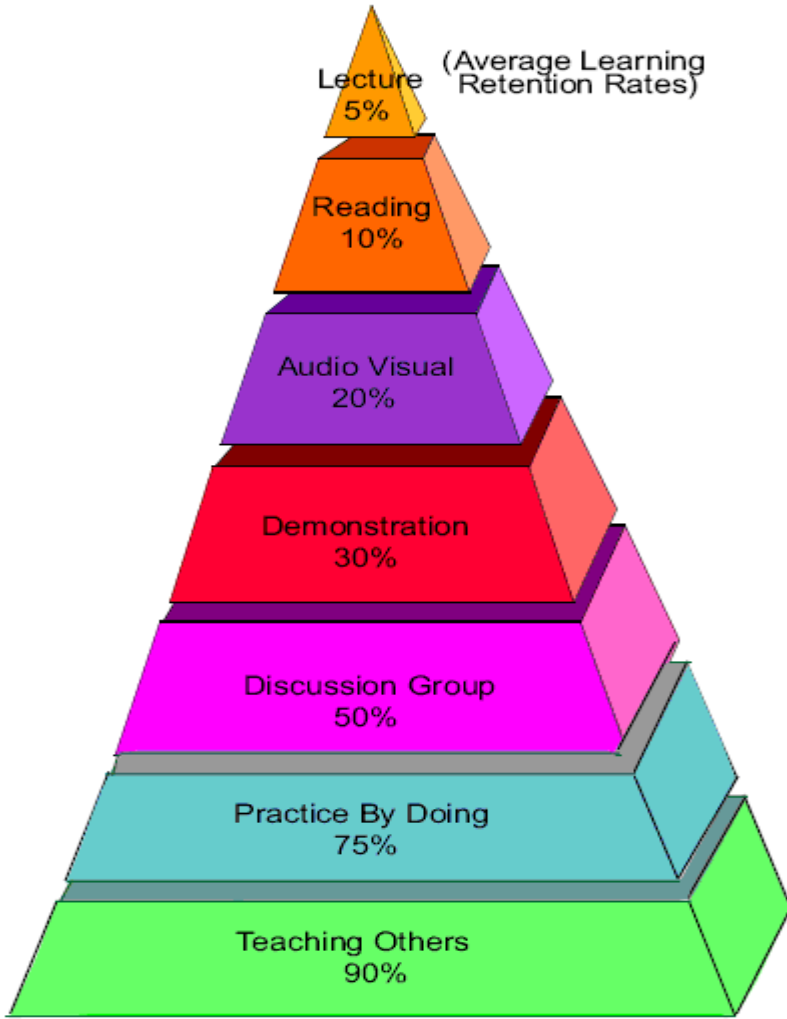 Lecture
5%
(Average Learning
Retention Rates)
Reading
10%
Audio Visual
20%
Demonstration
30%
Discussion Group
50%
Practice By Doing
75%
Teaching Others
90%